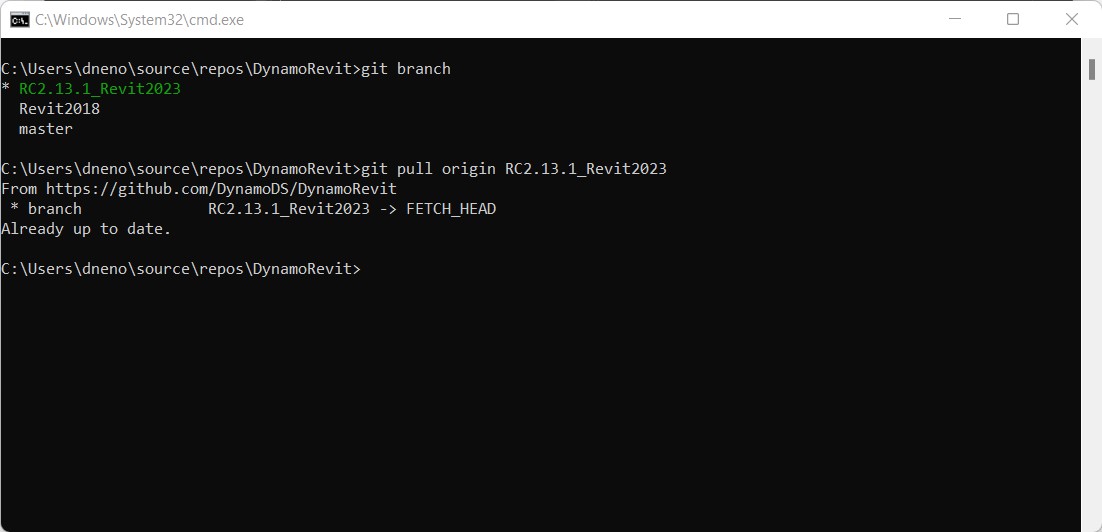 C:\Windows\System32\cmd.exe
C:\Users\dneno\source\repos\DynamoRevit>git branch
* RC2.13.1_Revit2023
  Revit2018
  master
C:\Users\dneno\source\repos\DynamoRevit>git pull origin RC2.13.1_Revit2023
From https://github.com/DynamoDS/DynamoRevit
 * branch              RC2.13.1_Revit2023 -> FETCH_HEAD
Already up to date.
C:\Users\dneno\source\repos\DynamoRevit>